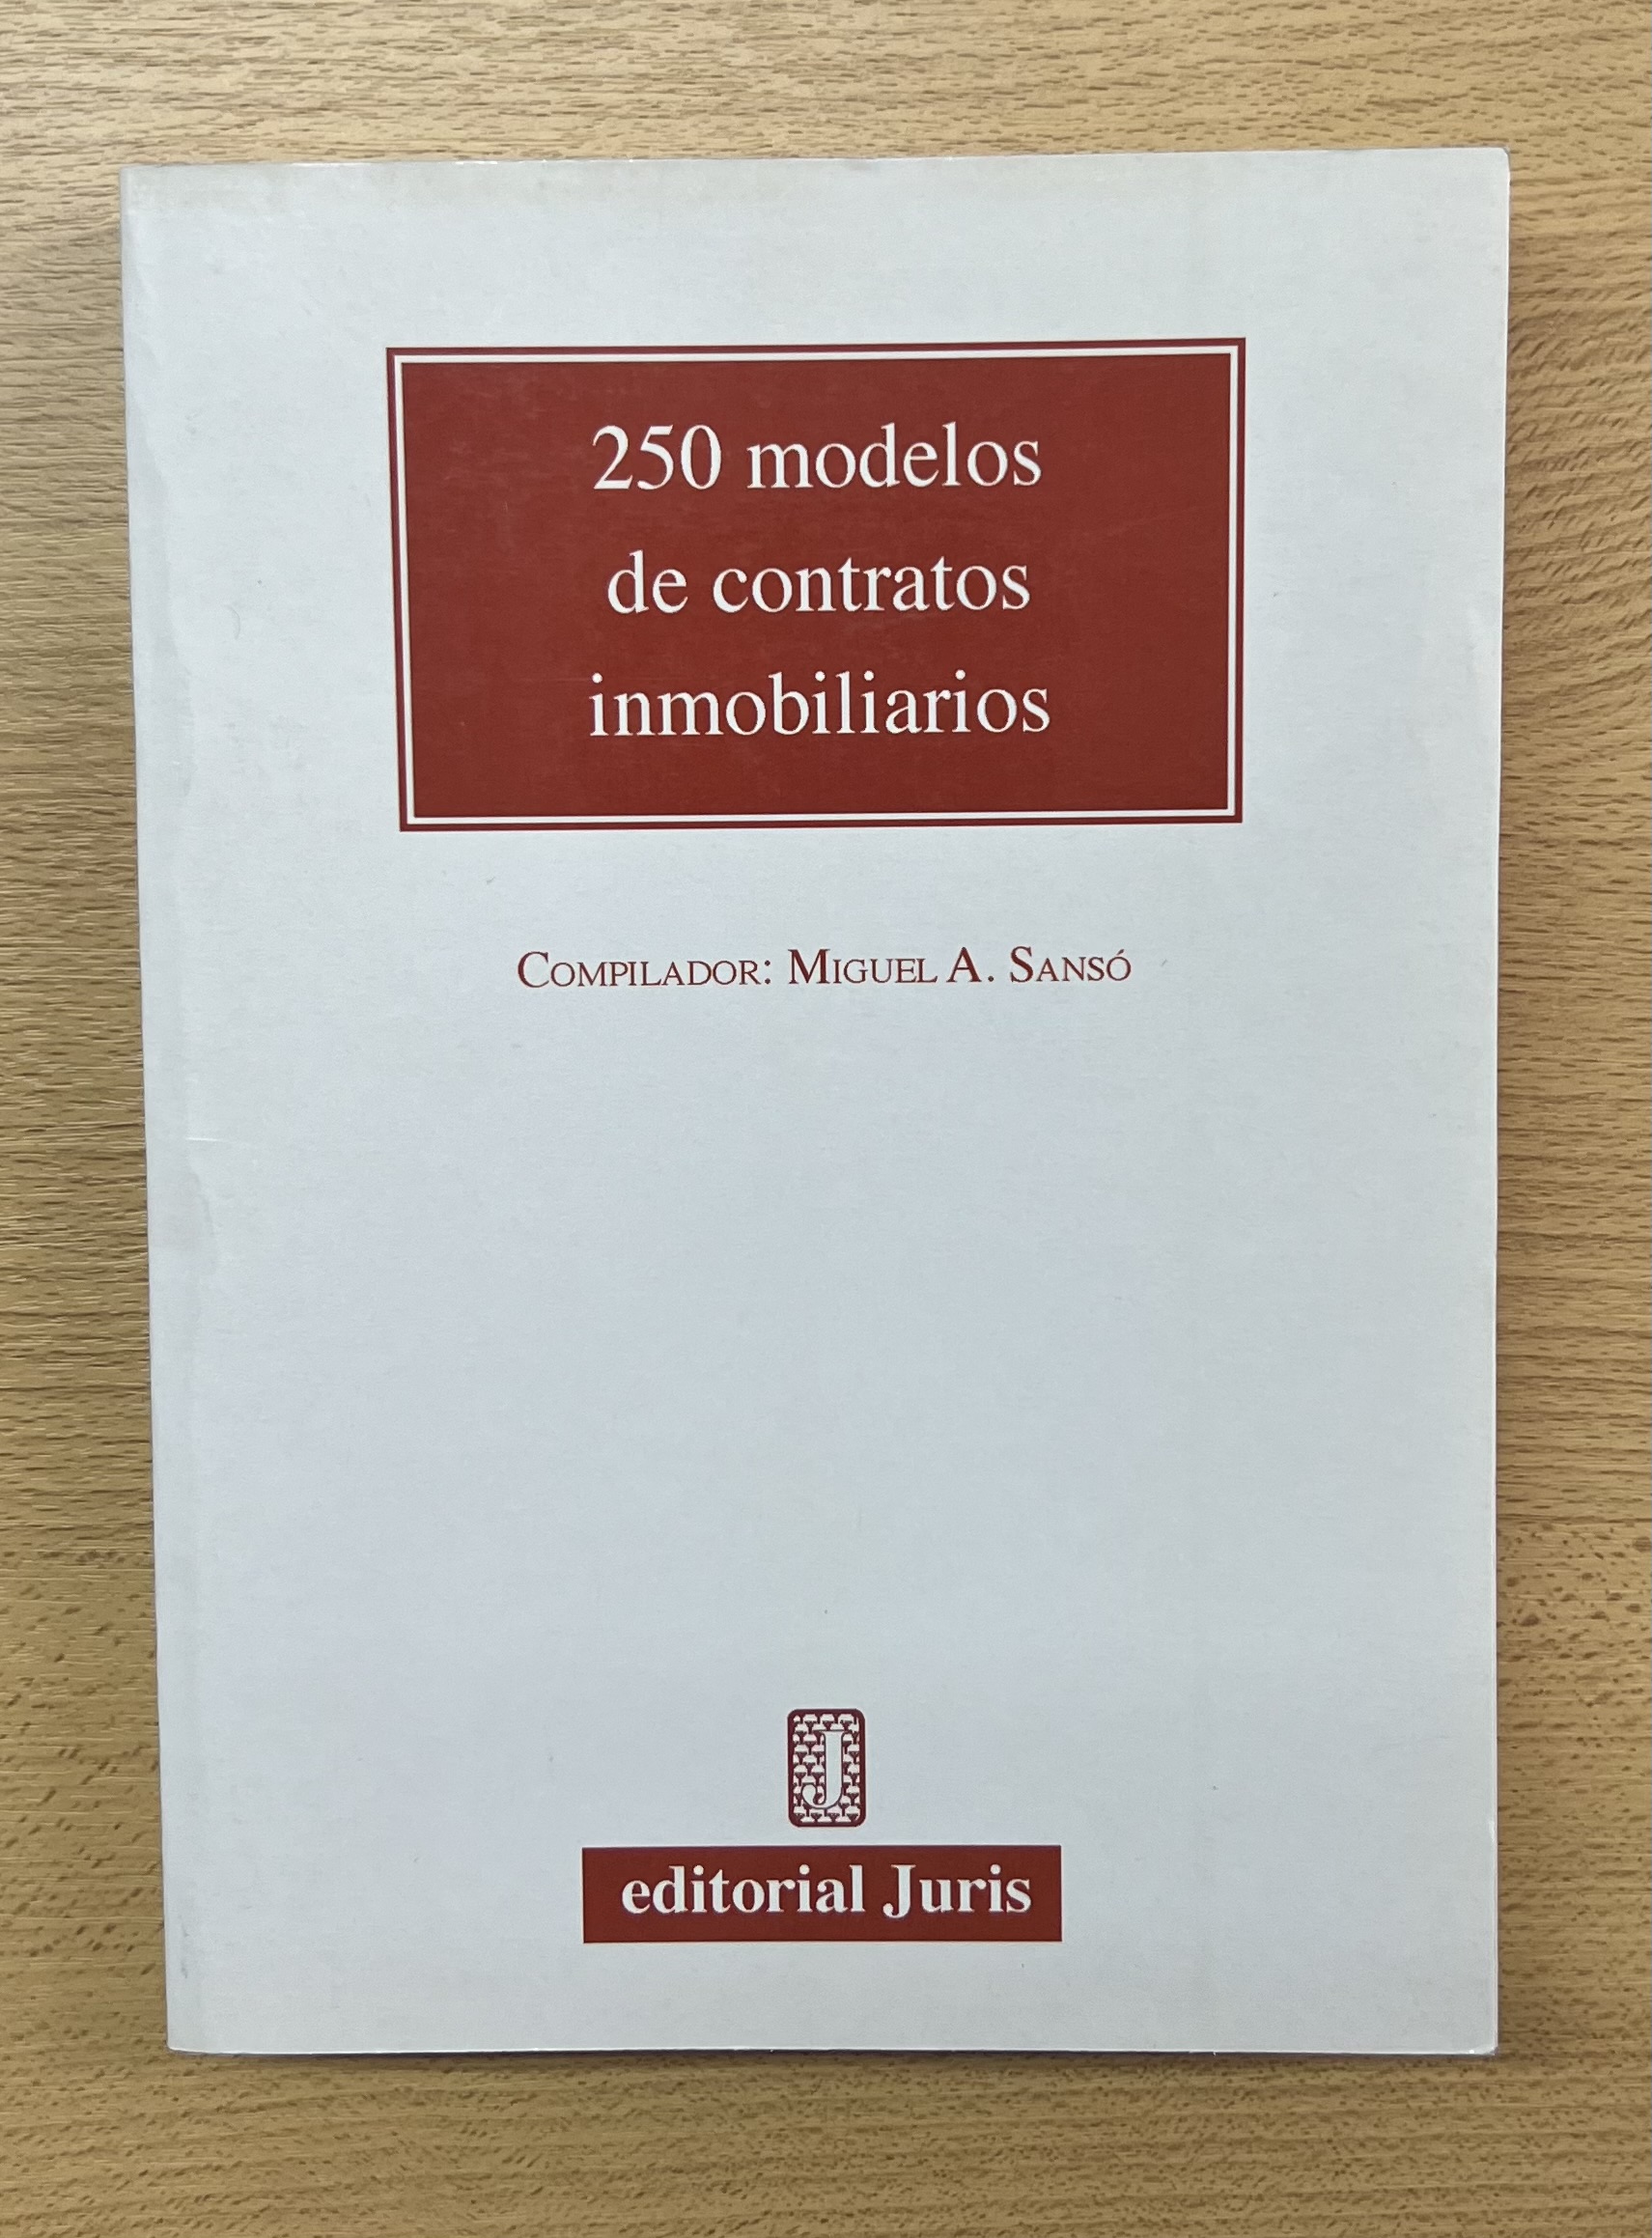 250 modelos
de contratos
inmobiliarios
COMPILADOR: MIGUEL A. SANSÓ
J
editorial Juris